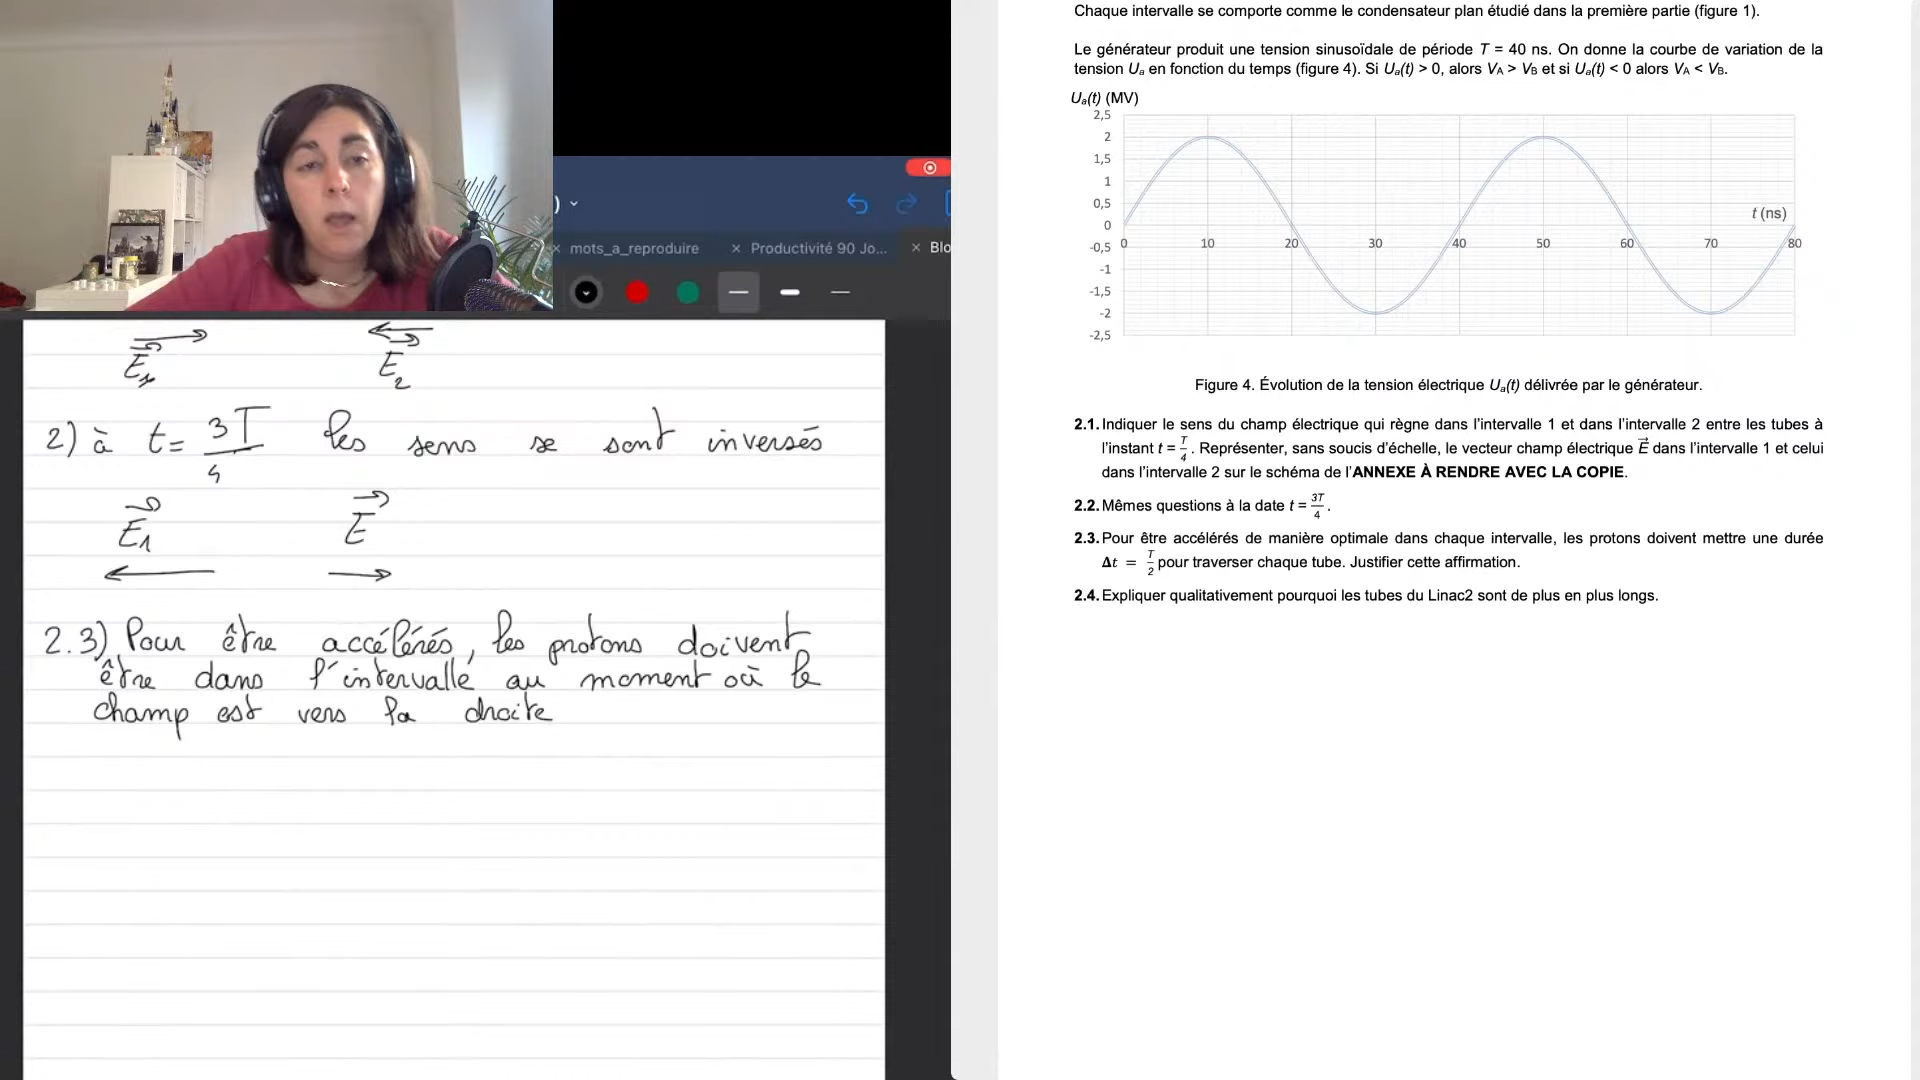 ) 
mots_a_reproduire
Productivité 90 Jo...
Blo
E₁ E₂
2) à t= 3T/4 les sens se sont inversés
E₁ E
2.3) Pour être accélérés, les protons doivent
être dans l'intervalle au moment où le
champ est vers la droite
Chaque intervalle se comporte comme le condensateur plan étudié dans la première partie (figure 1).
Le générateur produit une tension sinusoïdale de période T = 40 ns. On donne la courbe de variation de la
tension Uₐ en fonction du temps (figure 4). Si Uₐ(t) > 0, alors VA > VB et si Uₐ(t) < 0 alors VA < VB.
Uₐ(t) (MV)
2,5
2
1,5
1
0,5
0
-0,5
-1
-1,5
-2
-2,5
t (ns)
0 10 20 30 40 50 60 70 80
Figure 4. Évolution de la tension électrique Uₐ(t) délivrée par le générateur.
2.1. Indiquer le sens du champ électrique qui règne dans l'intervalle 1 et dans l'intervalle 2 entre les tubes à
l'instant t = T/4. Représenter, sans soucis d'échelle, le vecteur champ électrique E⃗ dans l'intervalle 1 et celui
dans l'intervalle 2 sur le schéma de l'ANNEXE À RENDRE AVEC LA COPIE.
2.2. Mêmes questions à la date t = 3T/4.
2.3. Pour être accélérés de manière optimale dans chaque intervalle, les protons doivent mettre une durée
Δt = T/2 pour traverser chaque tube. Justifier cette affirmation.
2.4. Expliquer qualitativement pourquoi les tubes du Linac2 sont de plus en plus longs.